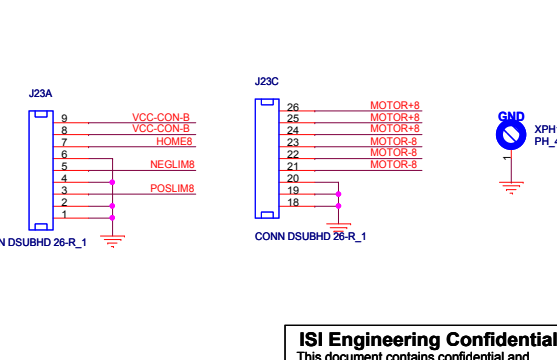 J23A
9 VCC-CON-B
8 VCC-CON-B
7 HOME8
6
5 NEGLIM8
4
3 POSLIM8
2
1
N DSUBHD 26-R_1
J23C
26 MOTOR+8
25 MOTOR+8
24 MOTOR+8
23 MOTOR-8
22 MOTOR-8
21 MOTOR-8
20
19
18
CONN DSUBHD 26-R_1
GND
XPH
PH_
1
ISI Engineering Confidential
This document contains confidential and